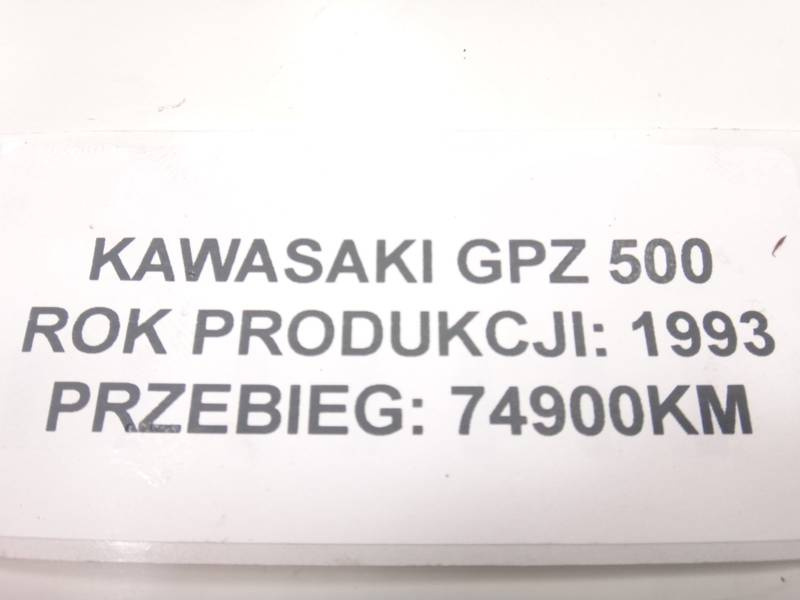 KAWASAKI GPZ 500
ROK PRODUKCJI: 1993
PRZEBIEG: 74900KM